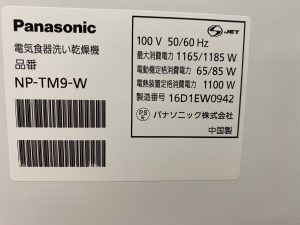 Panasonic
電気食器洗い乾燥機
品番
NP-TM9-W
JET
100 V 50/60 Hz
最大消費電力 1165/1185 W
電動機定格消費電力 65/85 W
電熱装置定格消費電力 1100 W
製造番号 16D1EW0942
PS E パナソニック株式会社
中国製